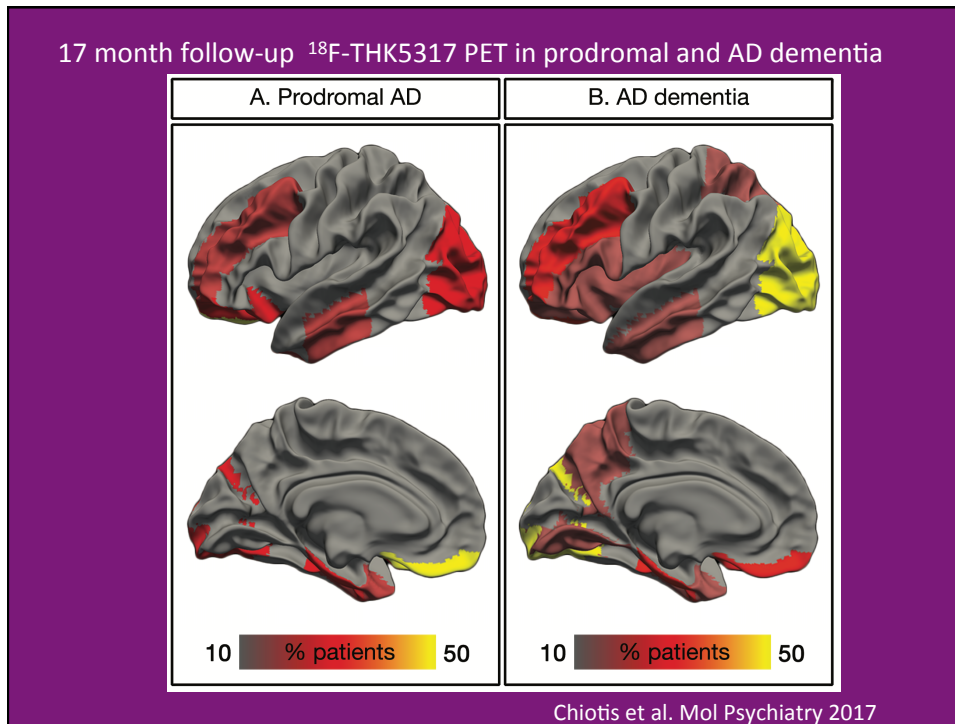 17 month follow-up ¹⁸F-THK5317 PET in prodromal and AD dementia
A. Prodromal AD
B. AD dementia
10 % patients 50
10 % patients 50
Chiotis et al. Mol Psychiatry 2017